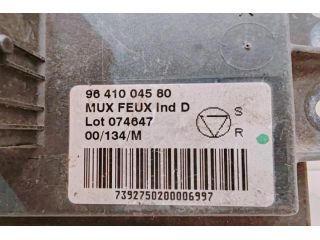 96 410 045 80
MUX FEUX Ind D
Lot 074647
00/134/M
S
R
7392750200006997